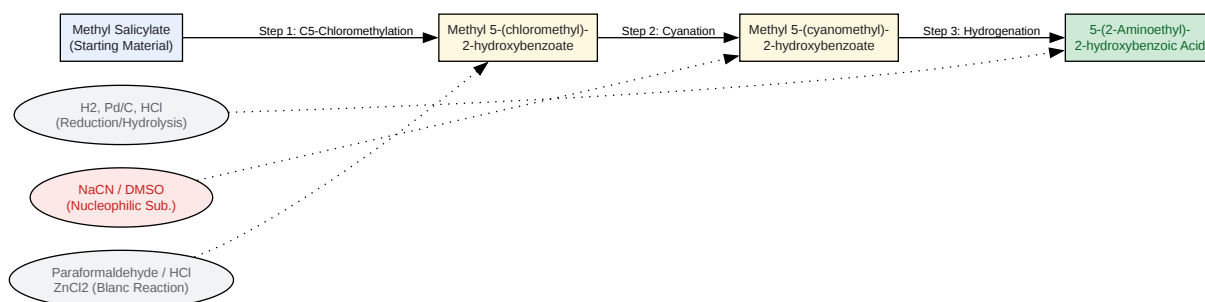 Methyl Salicylate
(Starting Material)
Step 1: C5-Chloromethylation
Methyl 5-(chloromethyl)-
2-hydroxybenzoate
Step 2: Cyanation
Methyl 5-(cyanomethyl)-
2-hydroxybenzoate
Step 3: Hydrogenation
5-(2-Aminoethyl)-
2-hydroxybenzoic Acid
H2, Pd/C, HCl
(Reduction/Hydrolysis)
NaCN / DMSO
(Nucleophilic Sub.)
Paraformaldehyde / HCl
ZnCl2 (Blanc Reaction)